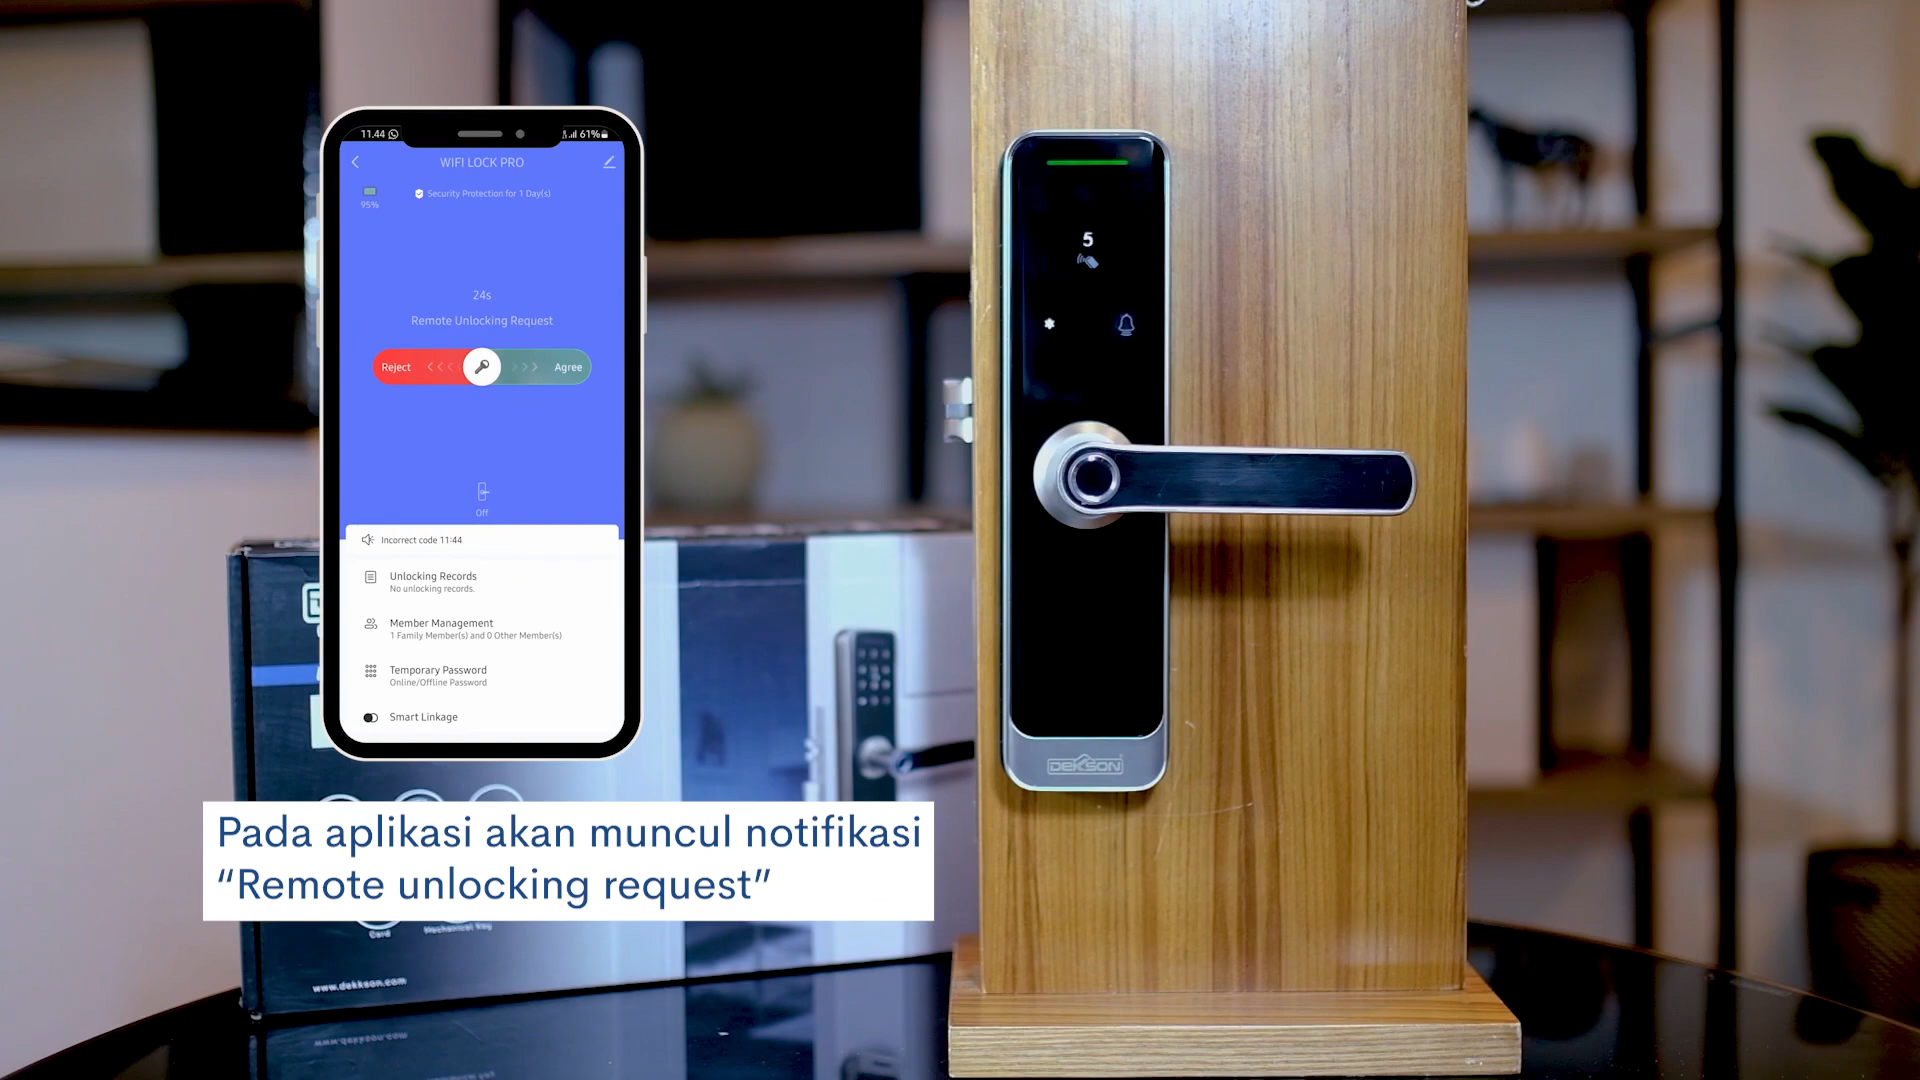 11.44
61%
WIFI LOCK PRO
95%
Security Protection for 1 Day(s)
24s
Remote Unlocking Request
Reject
Agree
Off
Incorrect code 11:44
Unlocking Records
No unlocking records.
Member Management
1 Family Member(s) and 0 Other Member(s)
Temporary Password
Online/Offline Password
Smart Linkage
5
DEKSON
Pada aplikasi akan muncul notifikasi
“Remote unlocking request”
Card
Mechanical Key
www.dekkson.com